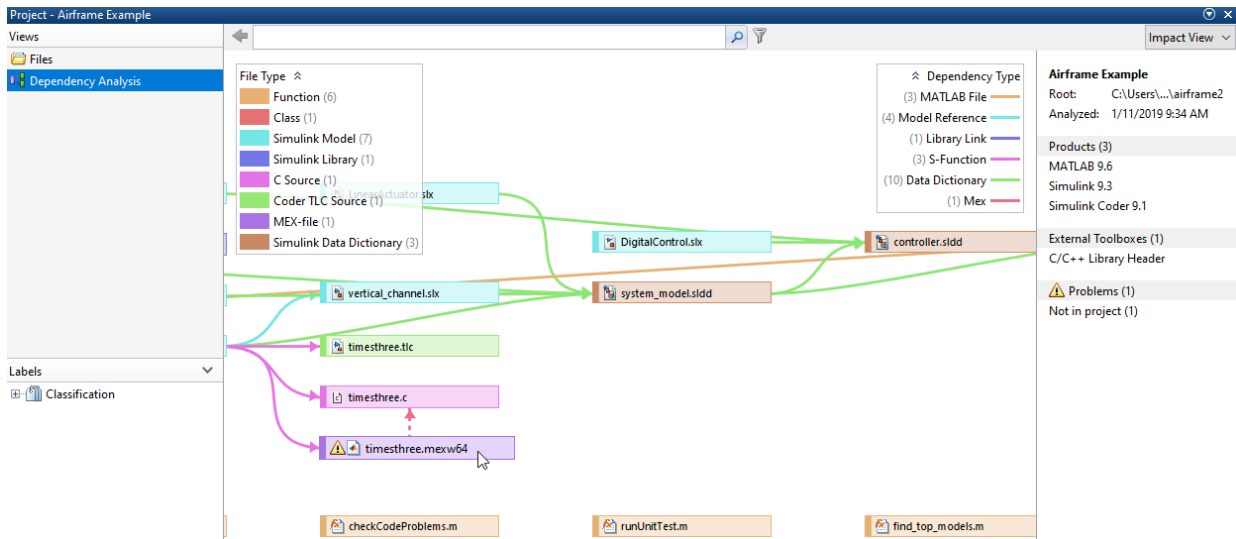 Project - Airframe Example
Views
Files
Dependency Analysis
Labels
Classification
Impact View
File Type
Function (6)
Class (1)
Simulink Model (7)
Simulink Library (1)
C Source (1)
Coder TLC Source (1)
MEX-file (1)
Simulink Data Dictionary (3)
Dependency Type
(3) MATLAB File
(4) Model Reference
(1) Library Link
(3) S-Function
(10) Data Dictionary
(1) Mex
LinearActuator.slx
DigitalControl.slx
controller.sldd
vertical_channel.slx
system_model.sldd
timesthree.tlc
timesthree.c
timesthree.mexw64
checkCodeProblems.m
runUnitTest.m
find_top_models.m
Airframe Example
Root: C:\Users\...\airframe2
Analyzed: 1/11/2019 9:34 AM
Products (3)
MATLAB 9.6
Simulink 9.3
Simulink Coder 9.1
External Toolboxes (1)
C/C++ Library Header
Problems (1)
Not in project (1)